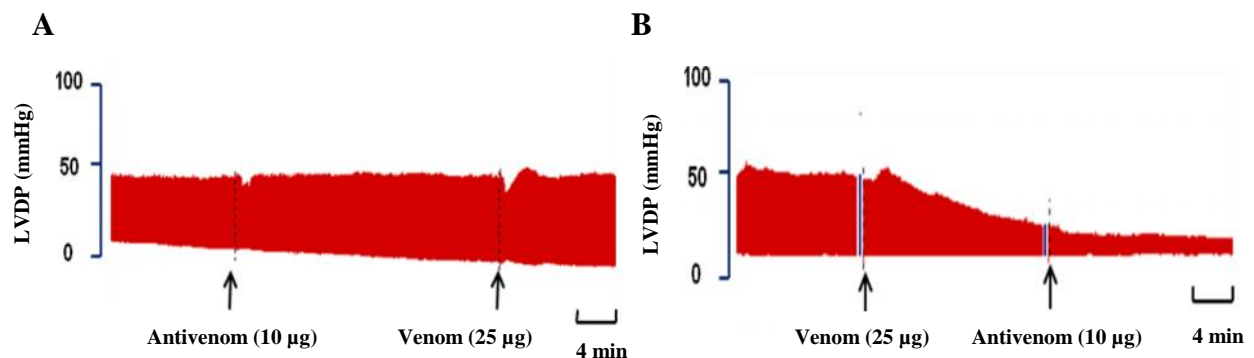 A
100
50
0
LVDP (mmHg)
Antivenom (10 µg)
Venom (25 µg)
4 min
B
100
50
0
LVDP (mmHg)
Venom (25 µg)
Antivenom (10 µg)
4 min